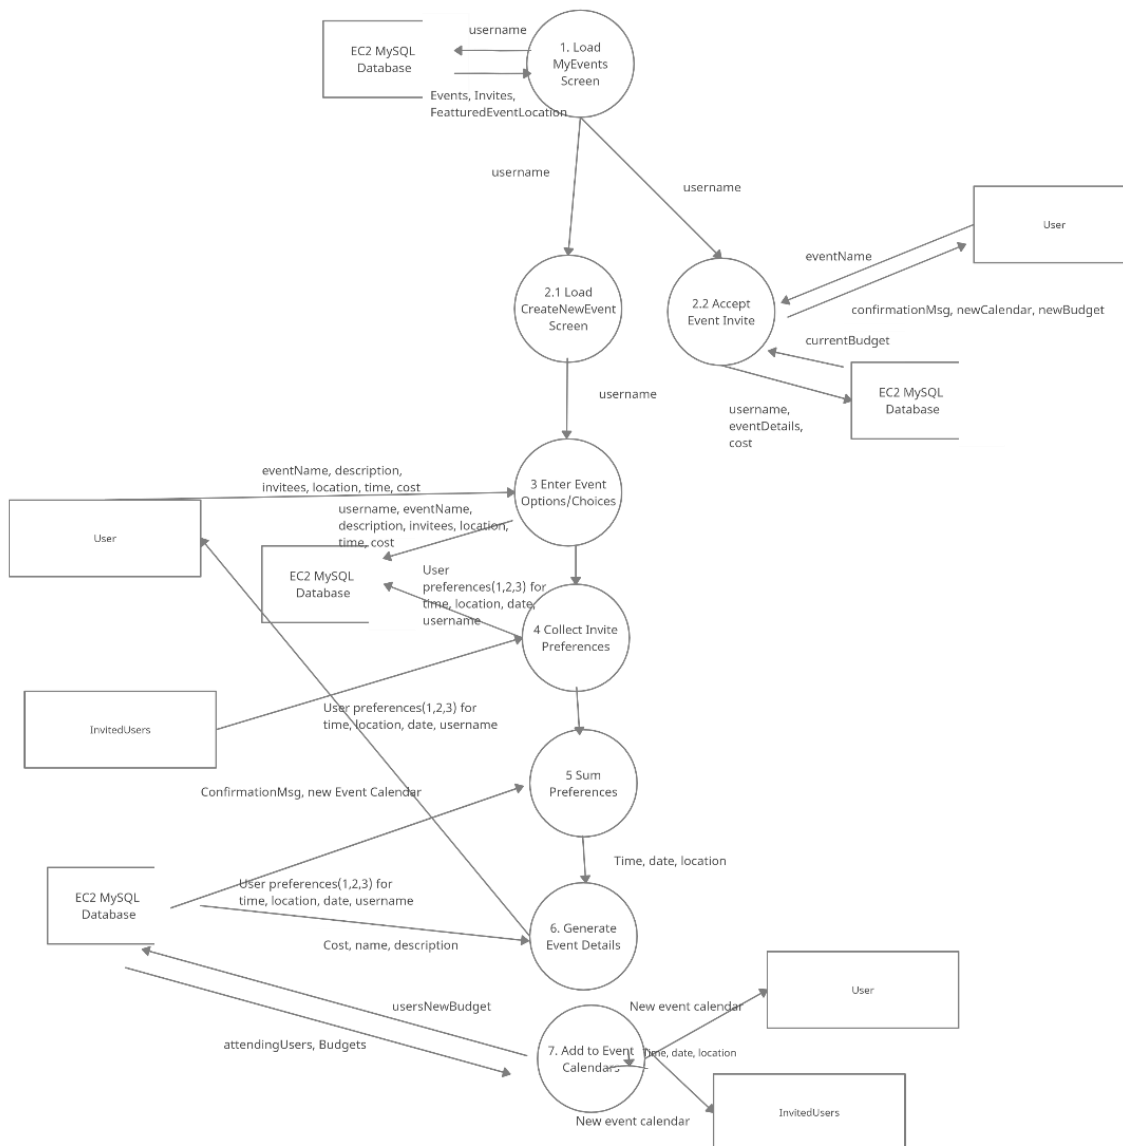 username
EC2 MySQL
Database
1. Load
MyEvents
Screen
Events, Invites,
FeatturedEventLocation
username
username
User
eventName
2.1 Load
CreateNewEvent
Screen
2.2 Accept
Event Invite
confirmationMsg, newCalendar, newBudget
currentBudget
username
EC2 MySQL
Database
username,
eventDetails,
cost
eventName, description,
invitees, location, time, cost
3 Enter Event
Options/Choices
username, eventName,
description, invitees, location,
time, cost
User
EC2 MySQL
Database
User
preferences(1,2,3) for
time, location, date,
username
4 Collect Invite
Preferences
InvitedUsers
User preferences(1,2,3) for
time, location, date, username
5 Sum
Preferences
ConfirmationMsg, new Event Calendar
Time, date, location
EC2 MySQL
Database
User preferences(1,2,3) for
time, location, date, username
6. Generate
Event Details
Cost, name, description
User
usersNewBudget
New event calendar
attendingUsers, Budgets
7. Add to Event
Calendars
Time, date, location
InvitedUsers
New event calendar